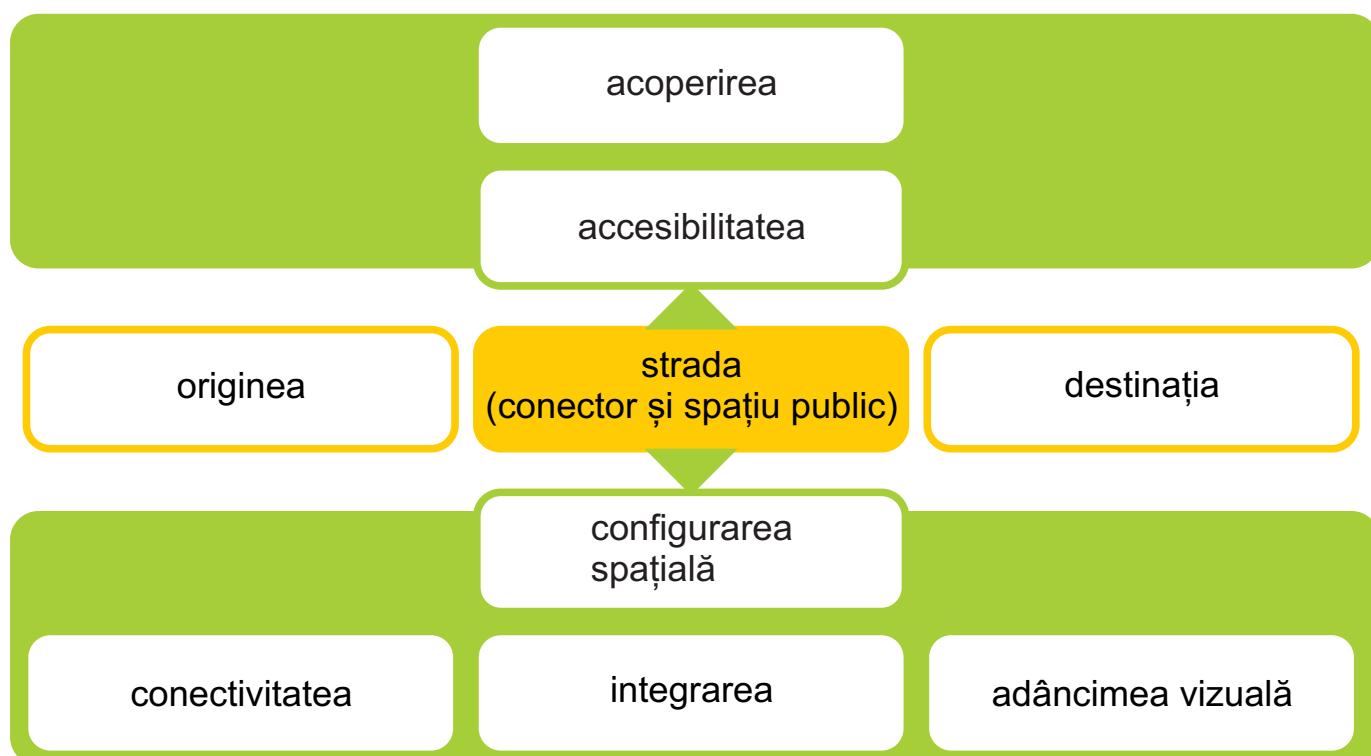 acoperirea
accesibilitatea
originea
strada
(conector și spațiu public)
destinația
configurarea
spațială
conectivitatea
integrarea
adâncimea vizuală